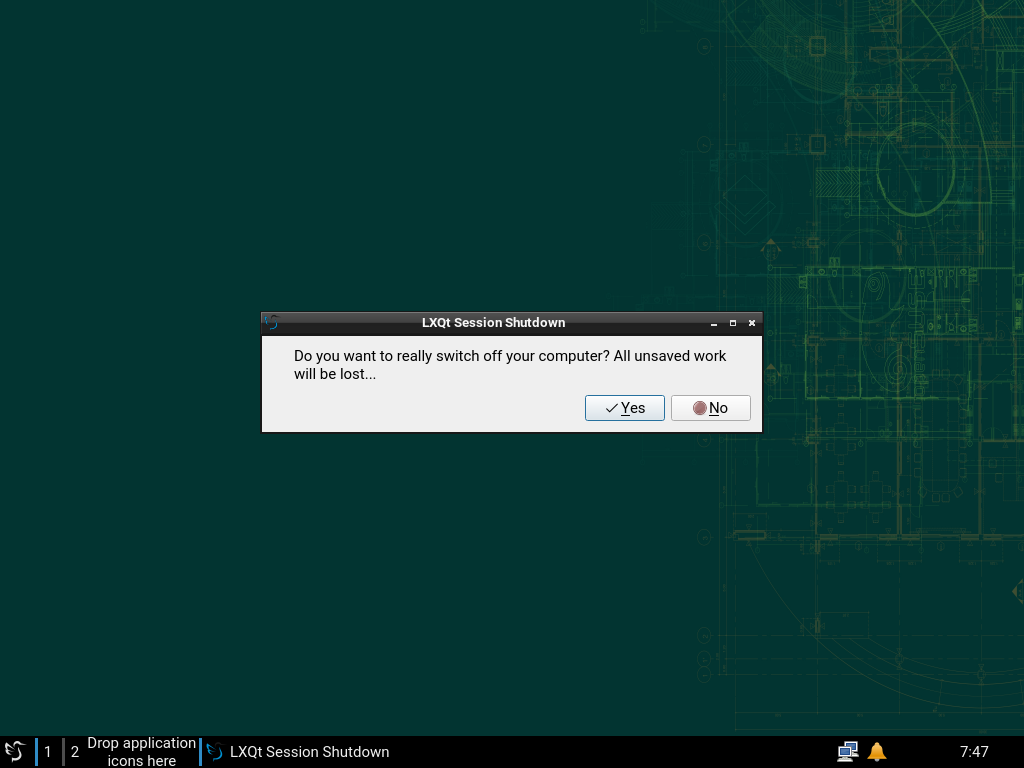 LXQt Session Shutdown
Do you want to really switch off your computer? All unsaved work
will be lost...
Yes
No
1
2
Drop application
icons here
LXQt Session Shutdown
7:47